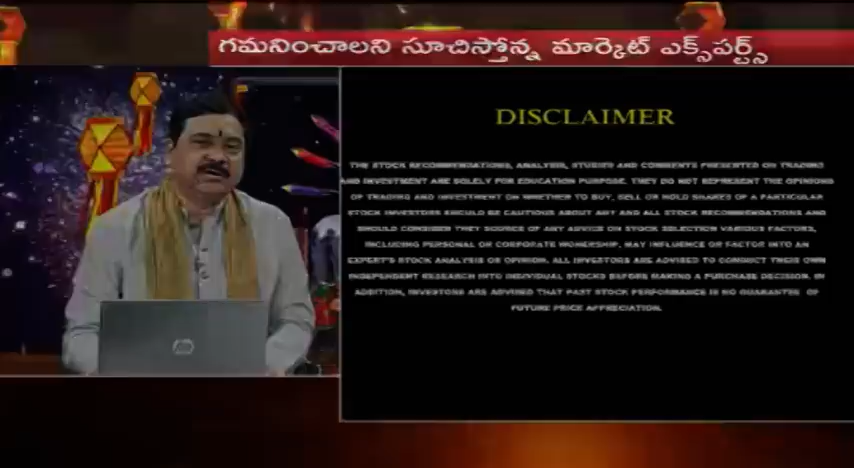 గమనించాలని సూచిస్తోన్న మార్కెట్ ఎక్స్‌పర్ట్స్
DISCLAIMER
THE STOCK RECOMMENDATIONS, ANALYSIS, STUDIES AND COMMENTS PRESENTED ON TRADING
AND INVESTMENT ARE SOLELY FOR EDUCATION PURPOSE. THEY DO NOT REPRESENT THE OPINIONS
OF TRADING AND INVESTMENT ON WHETHER TO BUY, SELL OR HOLD SHARES OF A PARTICULAR
STOCK INVESTORS SHOULD BE CAUTIOUS ABOUT ANY AND ALL STOCK RECOMMENDATIONS AND
SHOULD CONSIDER THEY SOURCE OF ANY ADVICE ON STOCK SELECTION VARIOUS FACTORS,
INCLUDING PERSONAL OR CORPORATE WONERSHIP, MAY INFLUENCE OR FACTOR INTO AN
EXPERT'S STOCK ANALYSIS OR OPINION. ALL INVESTORS ARE ADVISED TO CONDUCT THEIR OWN
INDEPENDENT RESEARCH INTO INDIVIDUAL STOCKS BEFORE MAKING A PURCHASE DECISION. IN
ADDITION, INVESTORS ARE ADVISED THAT PAST STOCK PERFORMANCE IS NO GUARANTEE OF
FUTURE PRICE APPRECIATION.
hp